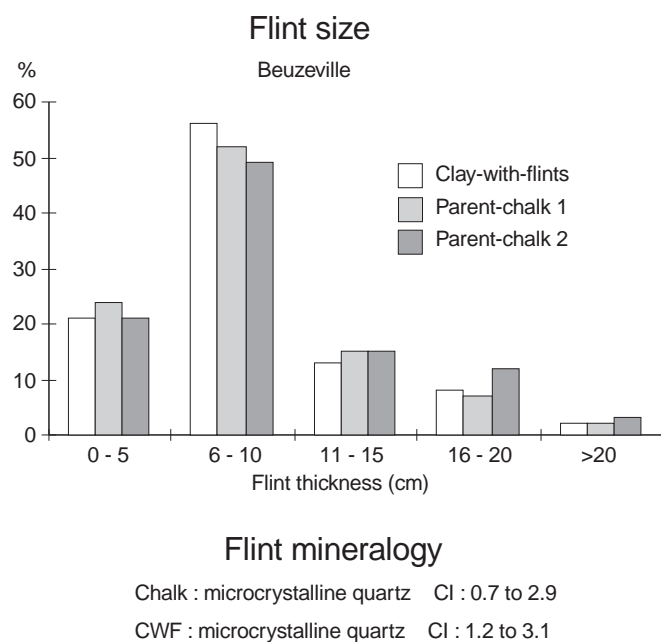 Flint size
Beuzeville
%
60
50
40
30
20
10
0
Clay-with-flints
Parent-chalk 1
Parent-chalk 2
0 - 5 6 - 10 11 - 15 16 - 20 >20
Flint thickness (cm)
Flint mineralogy
Chalk : microcrystalline quartz CI : 0.7 to 2.9
CWF : microcrystalline quartz CI : 1.2 to 3.1